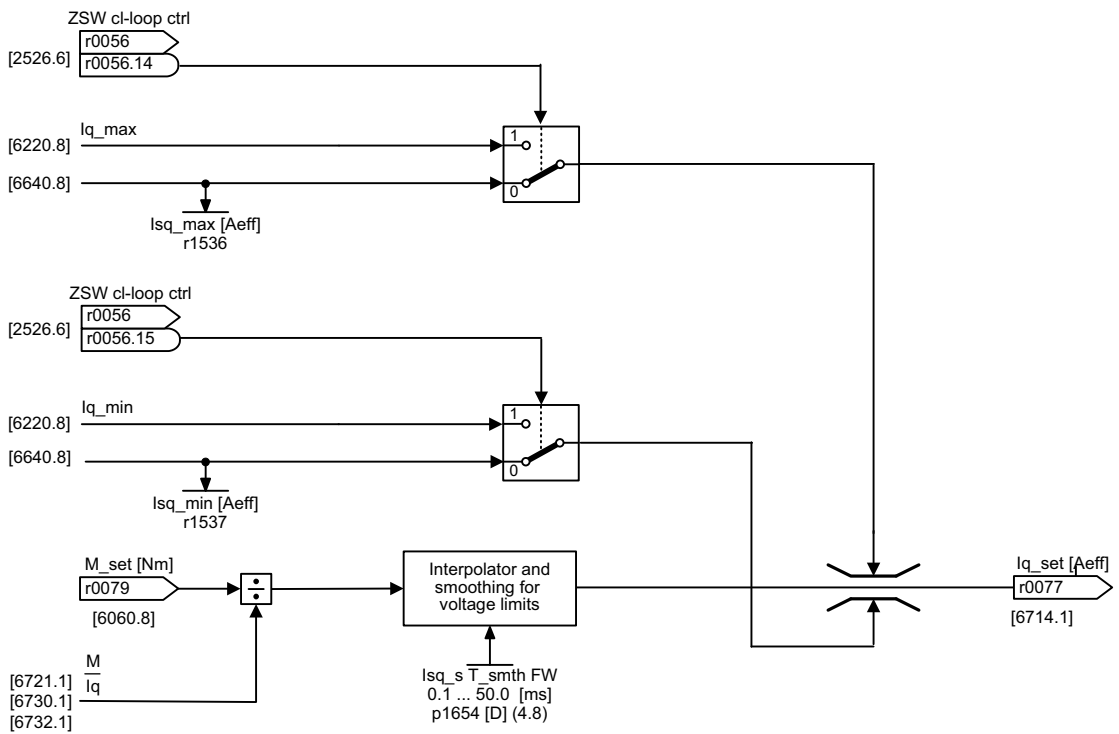 ZSW cl-loop ctrl
r0056
[2526.6]
r0056.14
Iq_max
[6220.8]
1
[6640.8]
0
Isq_max [Aeff]
r1536
ZSW cl-loop ctrl
r0056
[2526.6]
r0056.15
Iq_min
[6220.8]
1
[6640.8]
0
Isq_min [Aeff]
r1537
M_set [Nm]
r0079
[6060.8]
÷
Interpolator and
smoothing for
voltage limits
Iq_set [Aeff]
r0077
[6714.1]
M
Iq
[6721.1]
[6730.1]
[6732.1]
Isq_s T_smth FW
0.1 ... 50.0 [ms]
p1654 [D] (4.8)